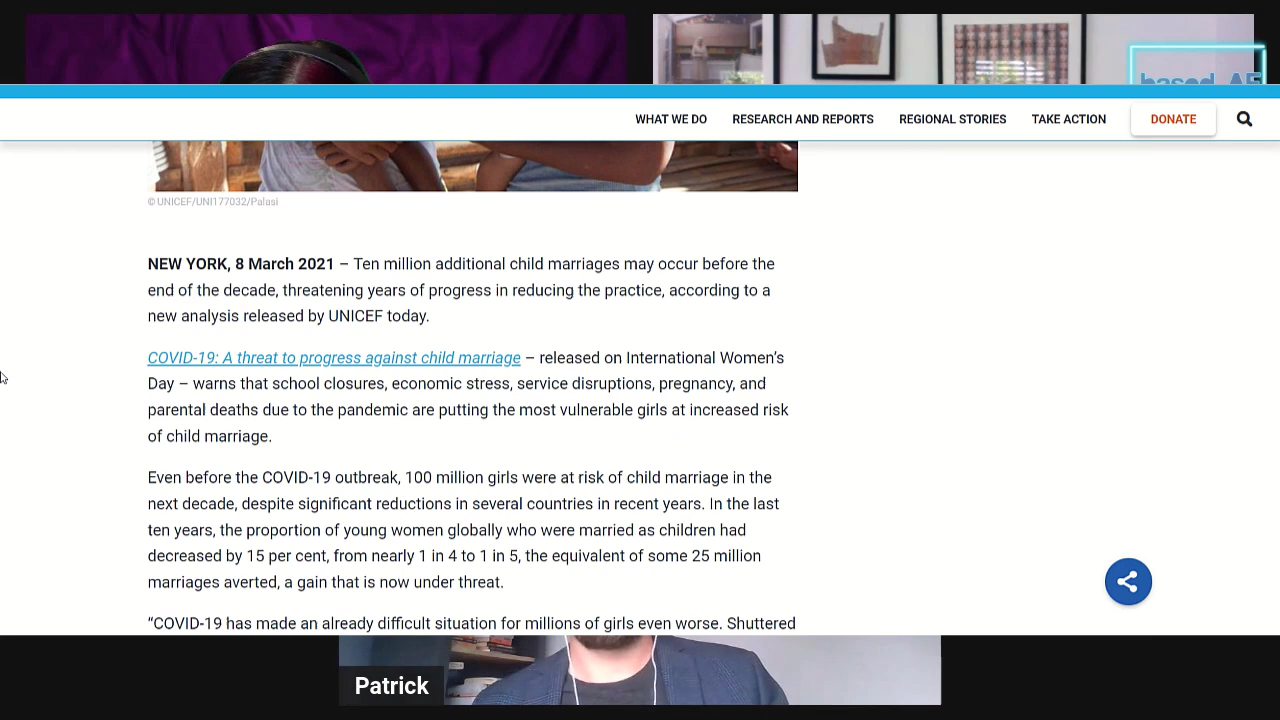 based_AF
WHAT WE DO RESEARCH AND REPORTS REGIONAL STORIES TAKE ACTION DONATE
© UNICEF/UNI177032/Palasi
NEW YORK, 8 March 2021 – Ten million additional child marriages may occur before the
end of the decade, threatening years of progress in reducing the practice, according to a
new analysis released by UNICEF today.
COVID-19: A threat to progress against child marriage – released on International Women’s
Day – warns that school closures, economic stress, service disruptions, pregnancy, and
parental deaths due to the pandemic are putting the most vulnerable girls at increased risk
of child marriage.
Even before the COVID-19 outbreak, 100 million girls were at risk of child marriage in the
next decade, despite significant reductions in several countries in recent years. In the last
ten years, the proportion of young women globally who were married as children had
decreased by 15 per cent, from nearly 1 in 4 to 1 in 5, the equivalent of some 25 million
marriages averted, a gain that is now under threat.
“COVID-19 has made an already difficult situation for millions of girls even worse. Shuttered
Patrick